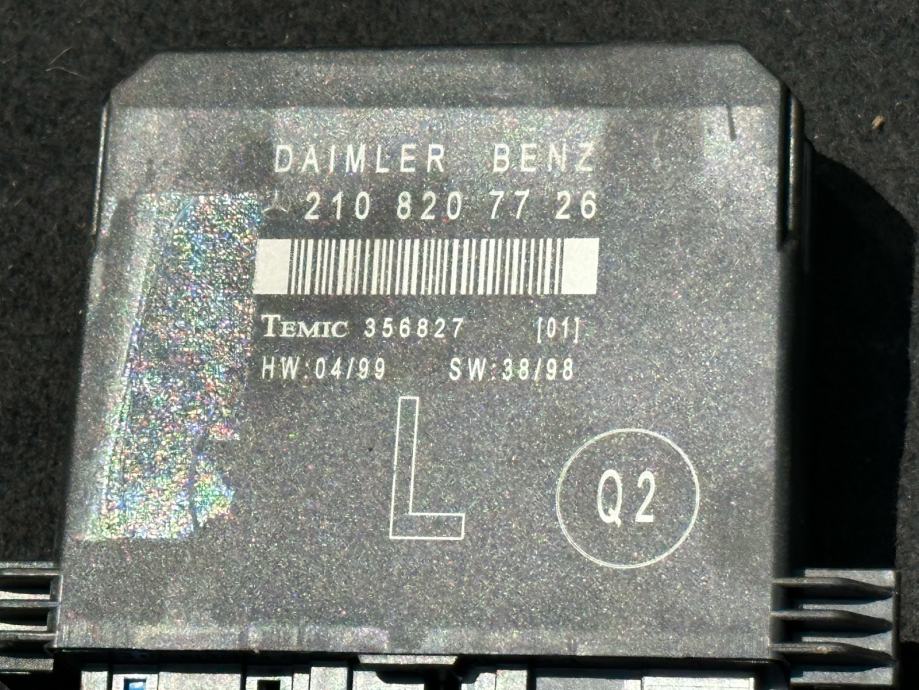 DAIMLER BENZ
210 820 77 26
TEMIC 356827 [01]
HW:04/99 SW:38/98
L
Q2